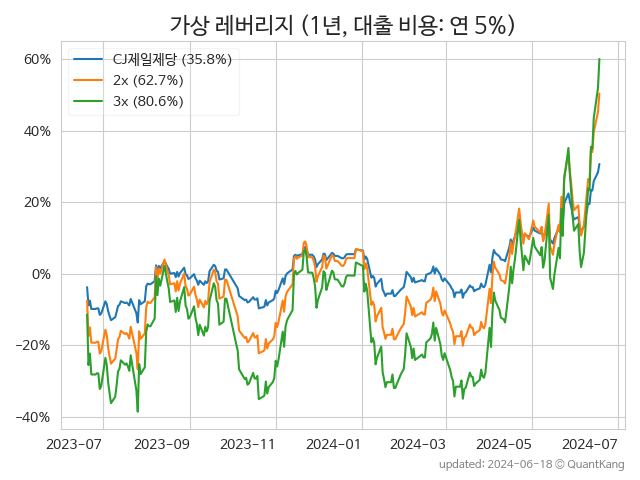 가상 레버리지 (1년, 대출 비용: 연 5%)
CJ제일제당 (35.8%)
2x (62.7%)
3x (80.6%)
60%
40%
20%
0%
−20%
−40%
2023-07 2023-09 2023-11 2024-01 2024-03 2024-05 2024-07
updated: 2024-06-18 © QuantKang